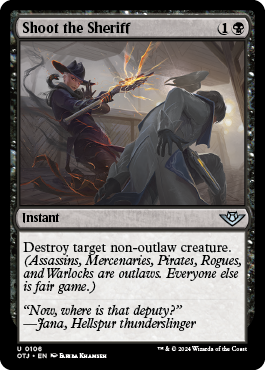 Shoot the Sheriff 1
Instant
Destroy target non-outlaw creature.
(Assassins, Mercenaries, Pirates, Rogues,
and Warlocks are outlaws. Everyone else
is fair game.)
“Now, where is that deputy?”
—Jana, Hellspur thunderslinger
U 0106
OTJ • EN ™ & © 2024 Wizards of the Coast